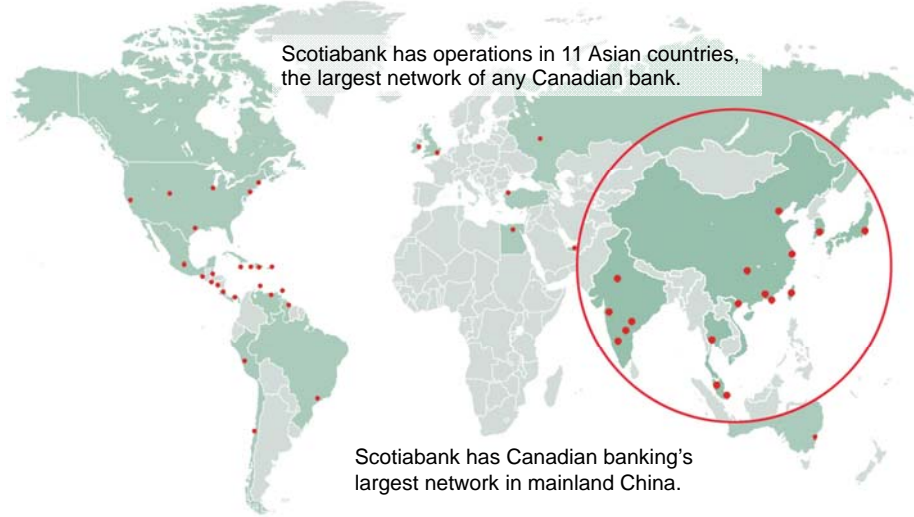 Scotiabank has operations in 11 Asian countries,
the largest network of any Canadian bank.
Scotiabank has Canadian banking's
largest network in mainland China.